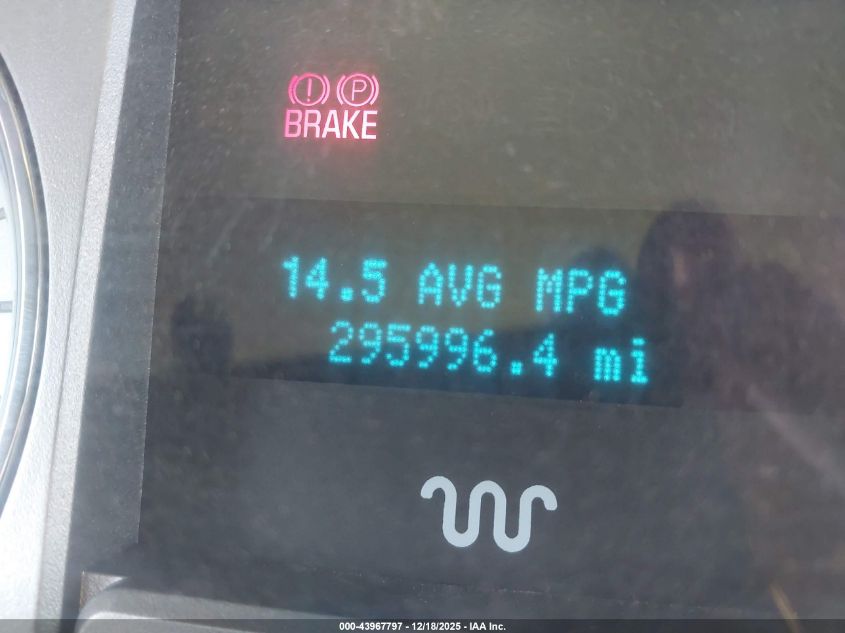 ! P
BRAKE
14.5 AVG MPG
295996.4 mi
000-43967797 - 12/18/2025 - IAA Inc.